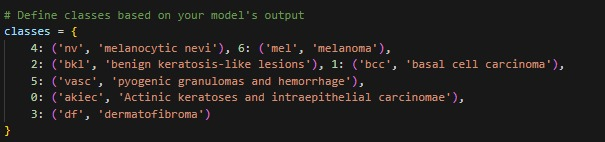 # Define classes based on your model's output
classes = {
    4: ('nv', 'melanocytic nevi'), 6: ('mel', 'melanoma'),
    2: ('bkl', 'benign keratosis-like lesions'), 1: ('bcc', 'basal cell carcinoma'),
    5: ('vasc', 'pyogenic granulomas and hemorrhage'),
    0: ('akiec', 'Actinic keratoses and intraepithelial carcinomae'),
    3: ('df', 'dermatofibroma')
}